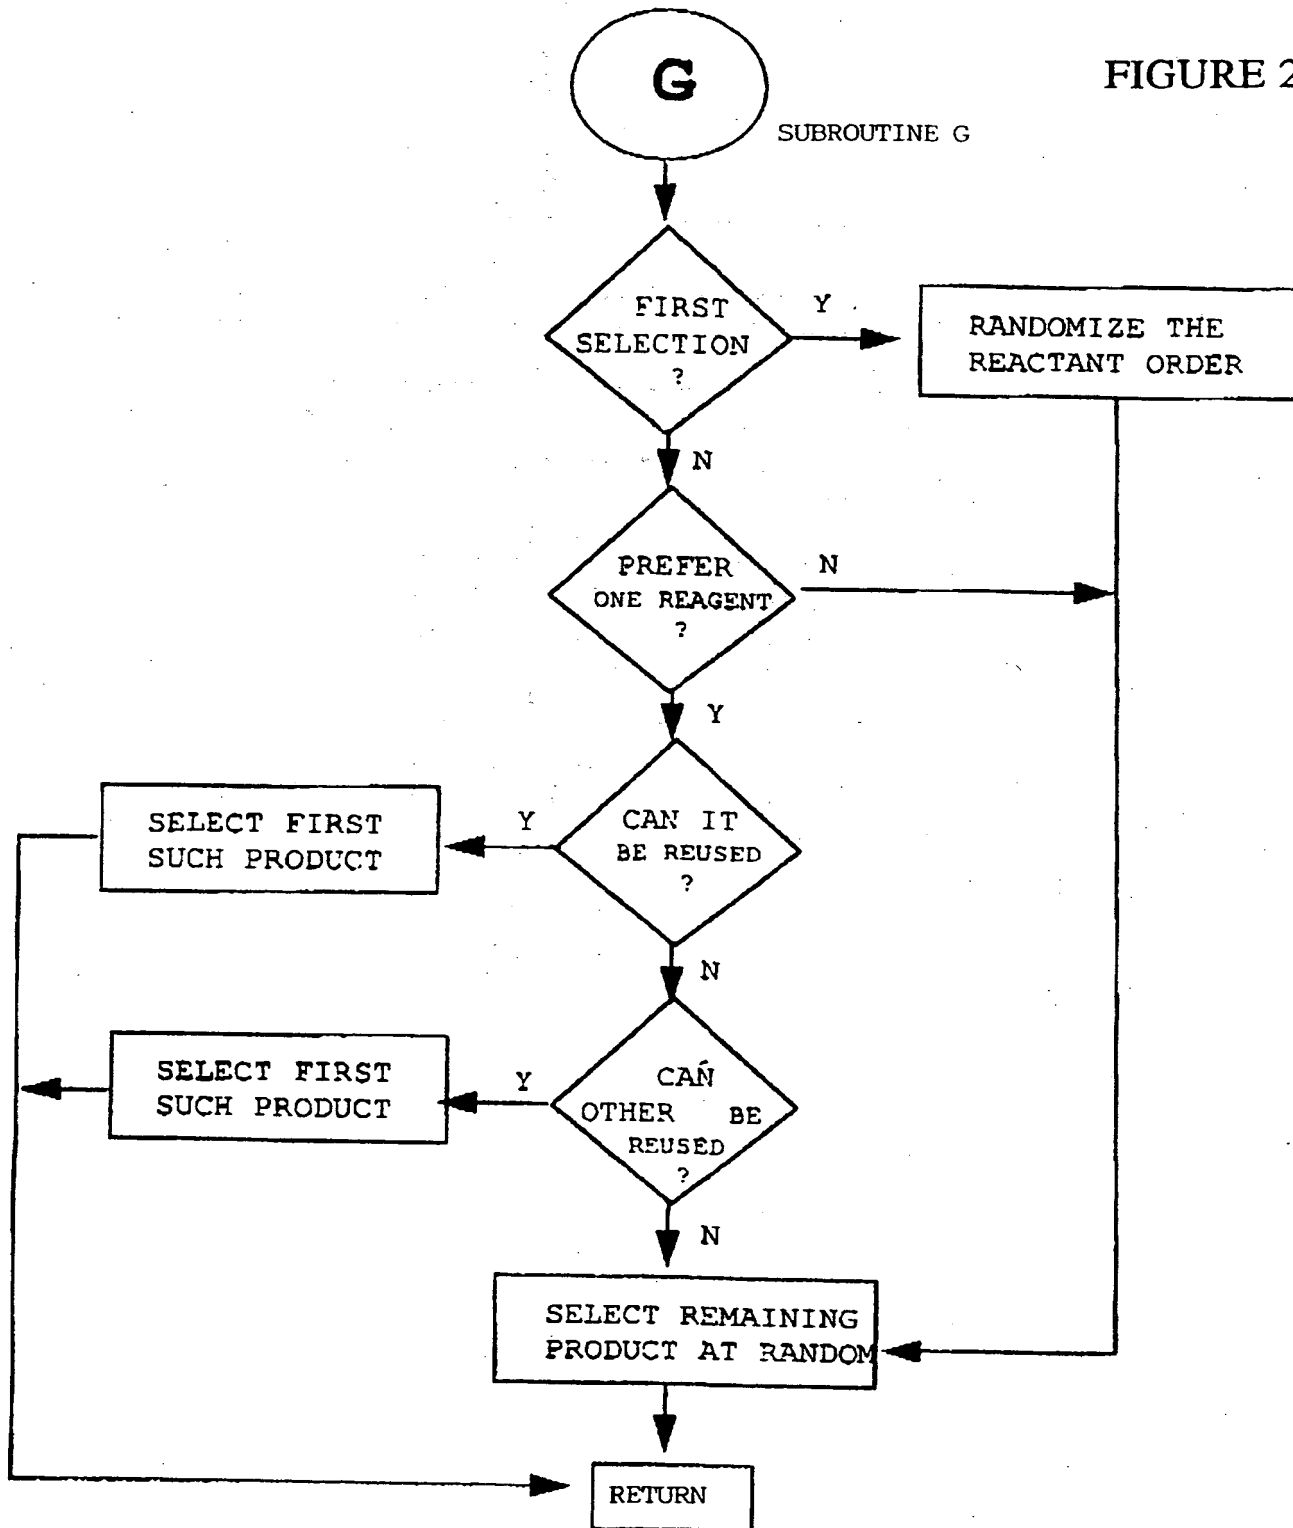 G
FIGURE 2
SUBROUTINE G
FIRST
SELECTION
?
Y
RANDOMIZE THE
REACTANT ORDER
N
PREFER
ONE REAGENT
?
N
Y
CAN IT
BE REUSED
?
Y
SELECT FIRST
SUCH PRODUCT
N
CAN
OTHER BE
REUSED
?
Y
SELECT FIRST
SUCH PRODUCT
N
SELECT REMAINING
PRODUCT AT RANDOM
RETURN